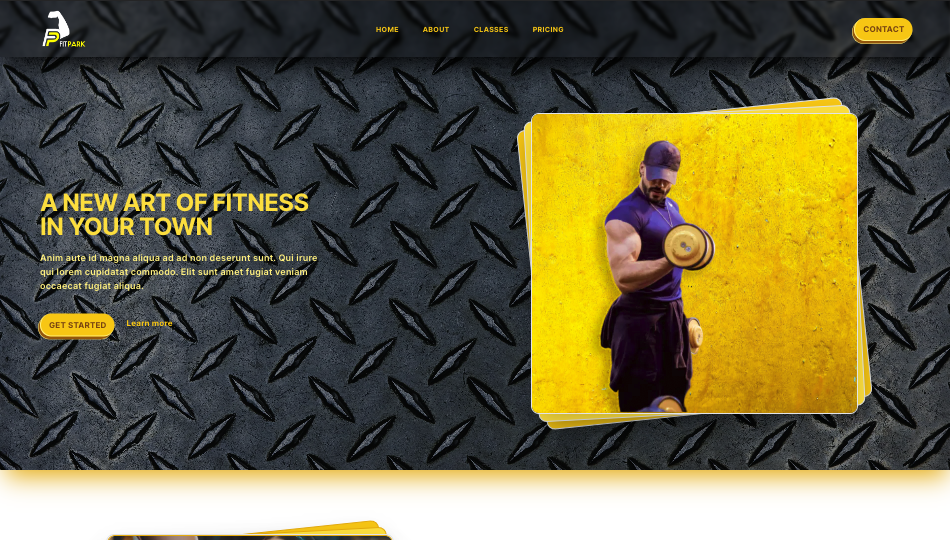 FITPARK
HOME
ABOUT
CLASSES
PRICING
CONTACT
A NEW ART OF FITNESS
IN YOUR TOWN
Anim aute id magna aliqua ad ad non deserunt sunt. Qui irure
qui lorem cupidatat commodo. Elit sunt amet fugiat veniam
occaecat fugiat aliqua.
GET STARTED
Learn more